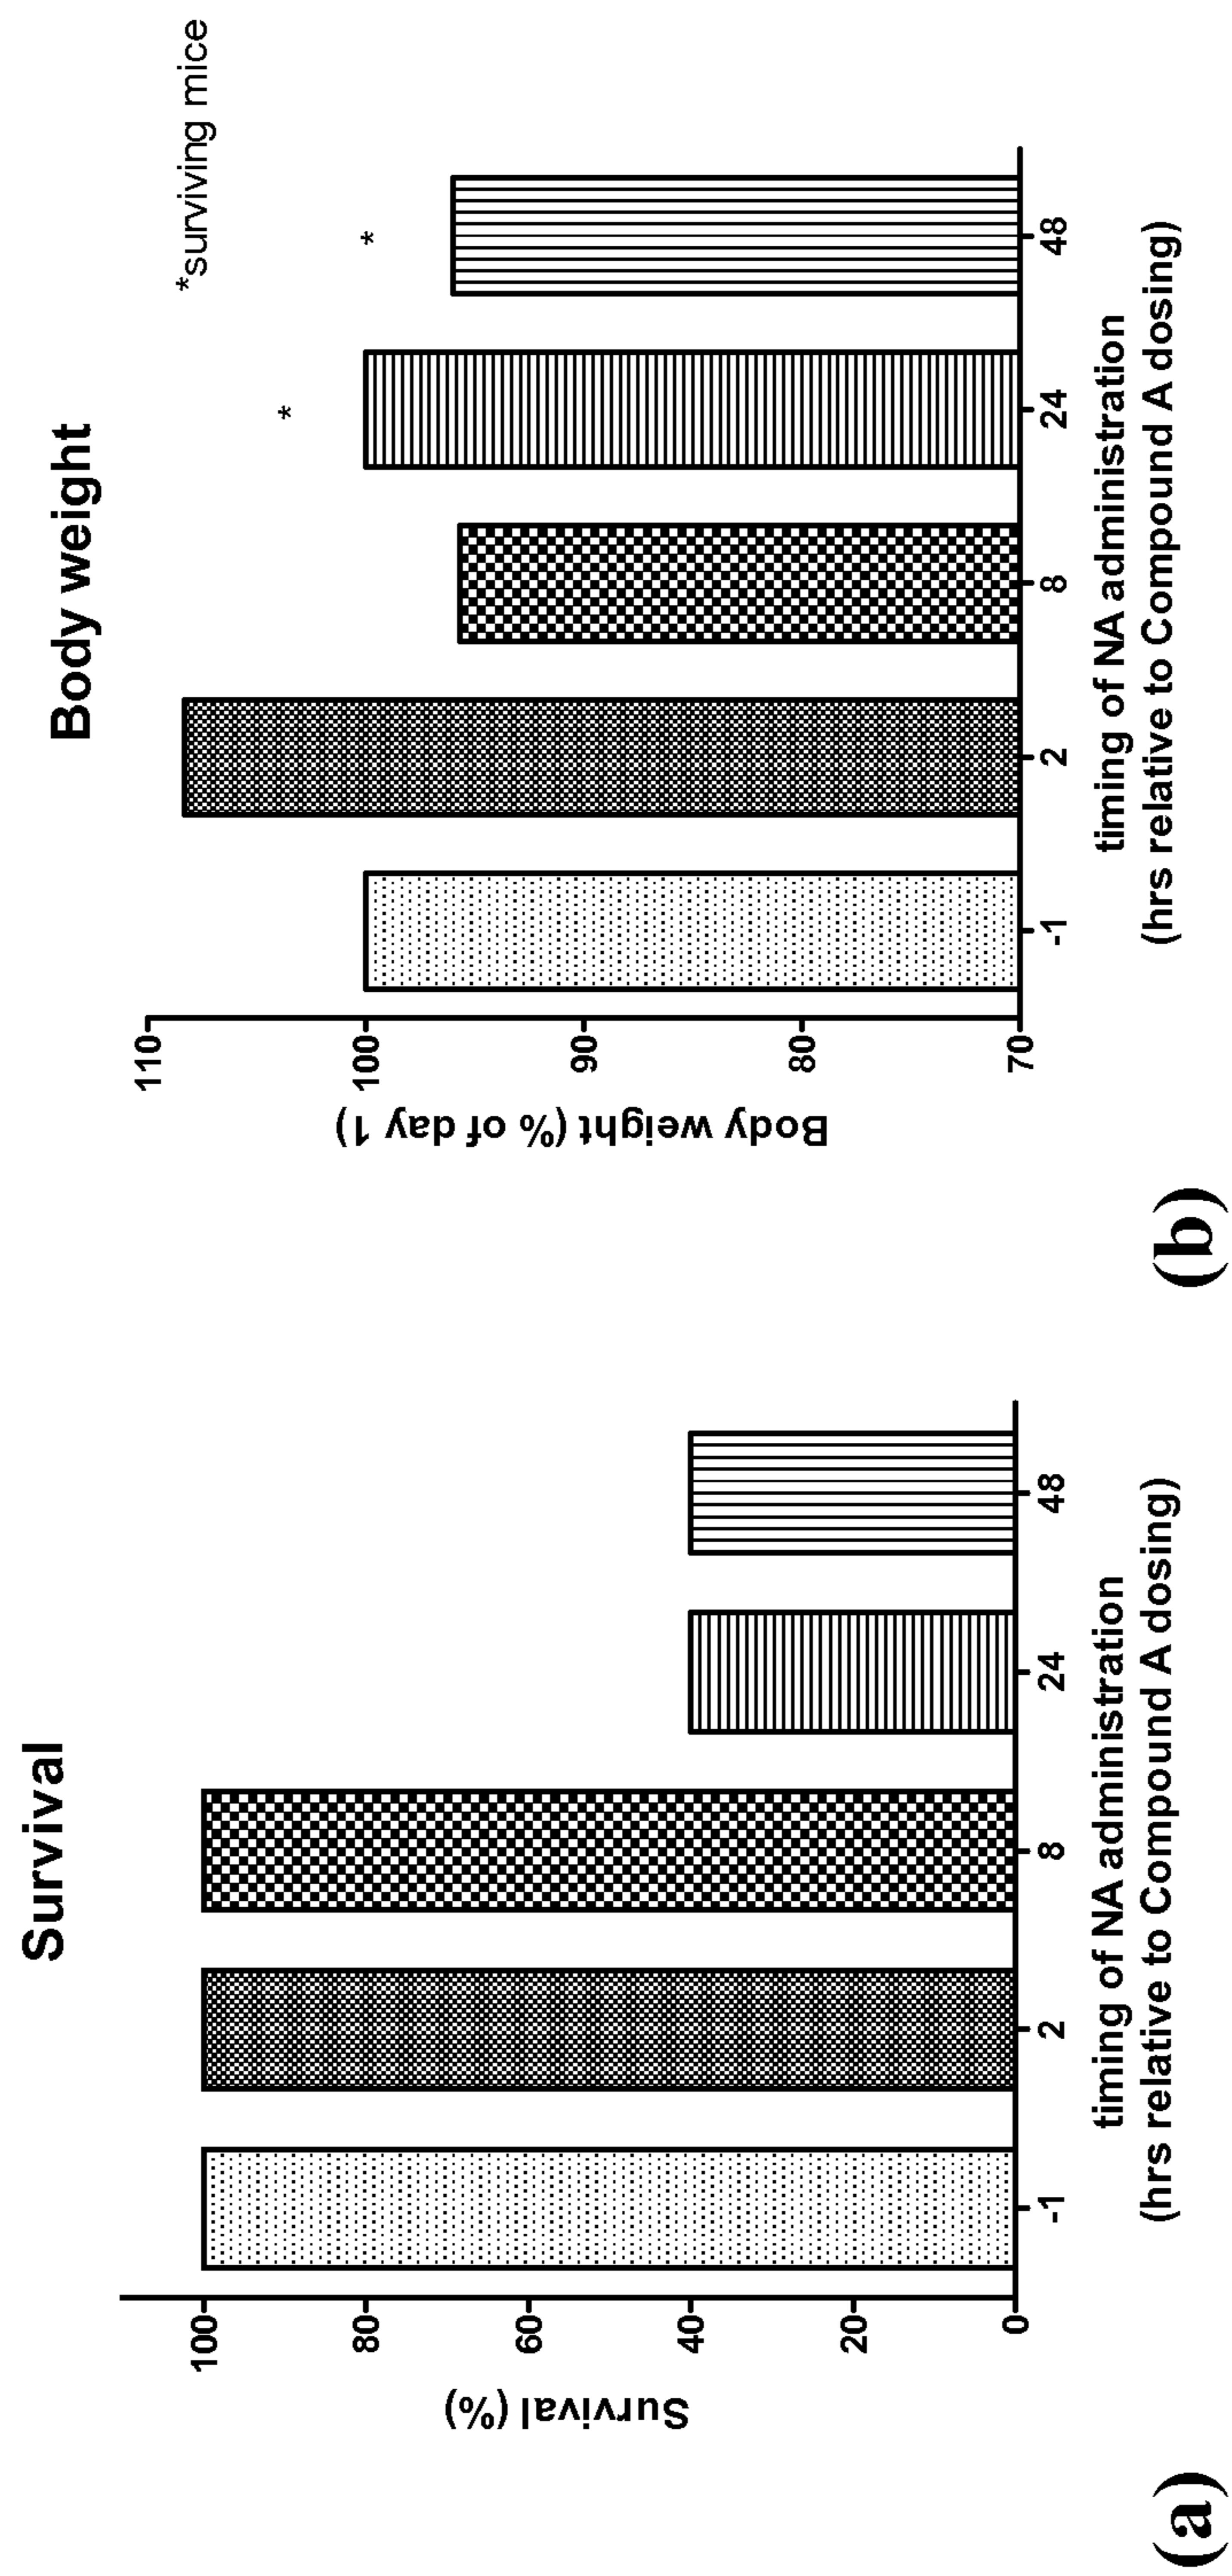 Survival
Survival (%)
100
80
60
40
20
0
-1
2
8
24
48
timing of NA administration
(hrs relative to Compound A dosing)
(a)
Body weight
*surviving mice
Body weight (% of day 1)
110
100
90
80
70
*
*
-1
2
8
24
48
timing of NA administration
(hrs relative to Compound A dosing)
(b)